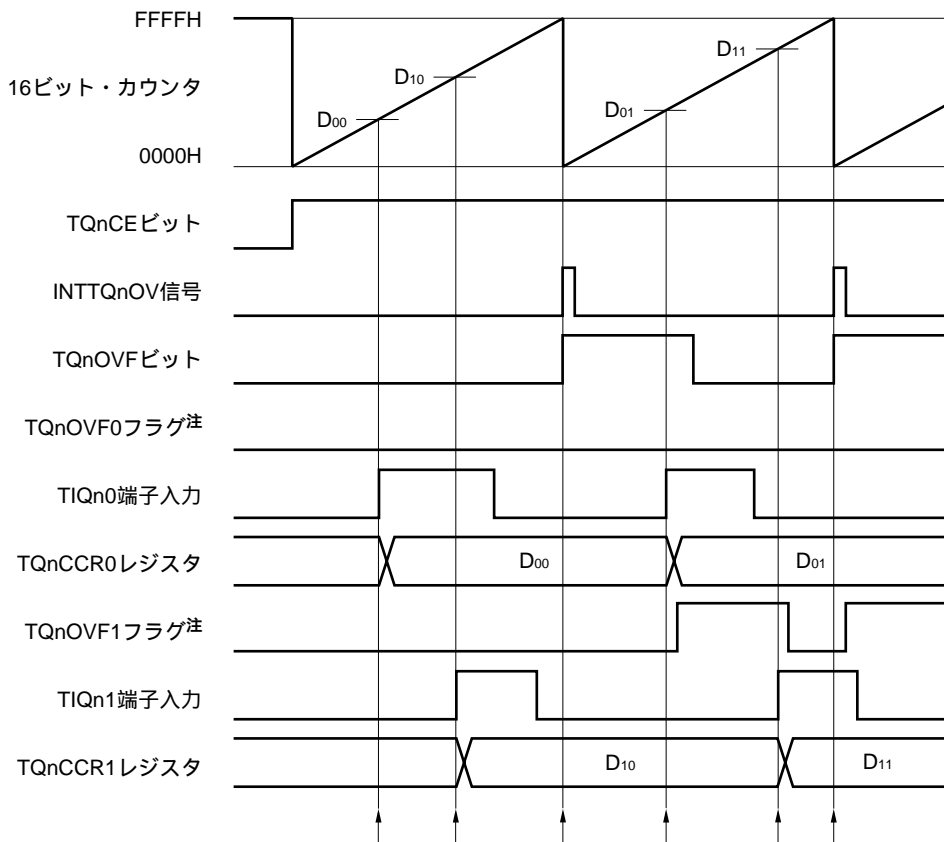 FFFFH
16ビット・カウンタ
0000H
D00
D10
D01
D11
TQnCEビット
INTTQnOV信号
TQnOVFビット
TQnOVF0フラグ注
TIQn0端子入力
TQnCCR0レジスタ
D00
D01
TQnOVF1フラグ注
TIQn1端子入力
TQnCCR1レジスタ
D10
D11